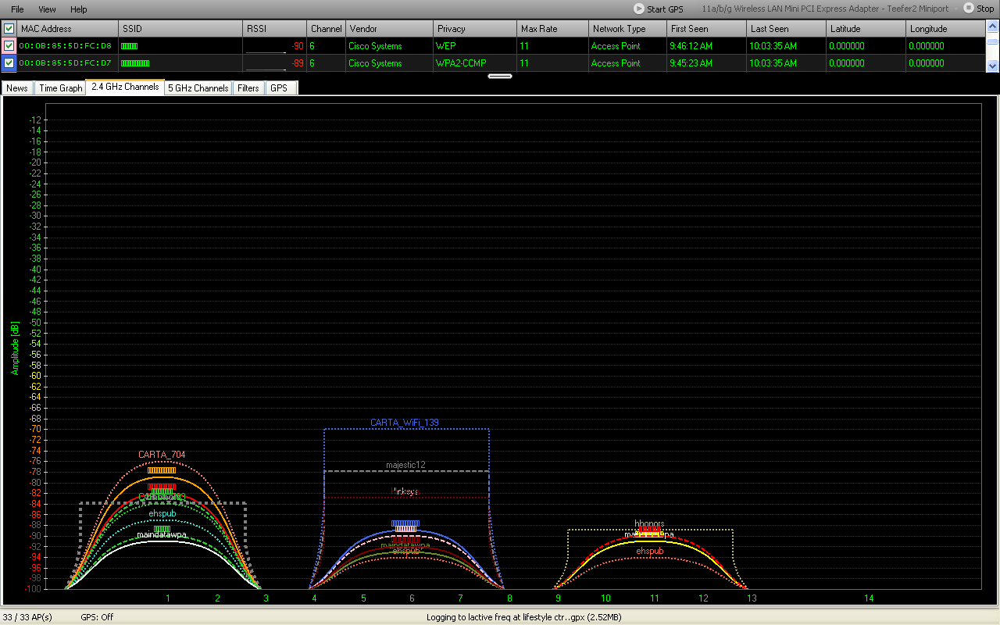 File View Help Start GPS 11a/b/g Wireless LAN Mini PCI Express Adapter - Teefer2 Miniport Stop
MAC Address SSID RSSI Channel Vendor Privacy Max Rate Network Type First Seen Last Seen Latitude Longitude
00:0B:85:5D:FC:D8 -90 6 Cisco Systems WEP 11 Access Point 9:46:12 AM 10:03:35 AM 0.000000 0.000000
00:0B:85:5D:FC:D7 -89 6 Cisco Systems WPA2-CCMP 11 Access Point 9:45:23 AM 10:03:35 AM 0.000000 0.000000
News Time Graph 2.4 GHz Channels 5 GHz Channels Filters GPS
Amplitude [dB]
-12
-14
-16
-18
-20
-22
-24
-26
-28
-30
-32
-34
-36
-38
-40
-42
-44
-46
-48
-50
-52
-54
-56
-58
-60
-62
-64
-66
-68
-70
-72
-74
-76
-78
-80
-82
-84
-86
-88
-90
-92
-94
-96
-98
-100
CARTA_WiFi_139
CARTA_704
majestic12
linksys
ehspub
hhonors
maindatawpa
maindatawpa
ehspub
ehspub
1 2 3 4 5 6 7 8 9 10 11 12 13 14
33 / 33 AP(s) GPS: Off Logging to lactive freq at lifestyle ctr..gpx (2.52MB)